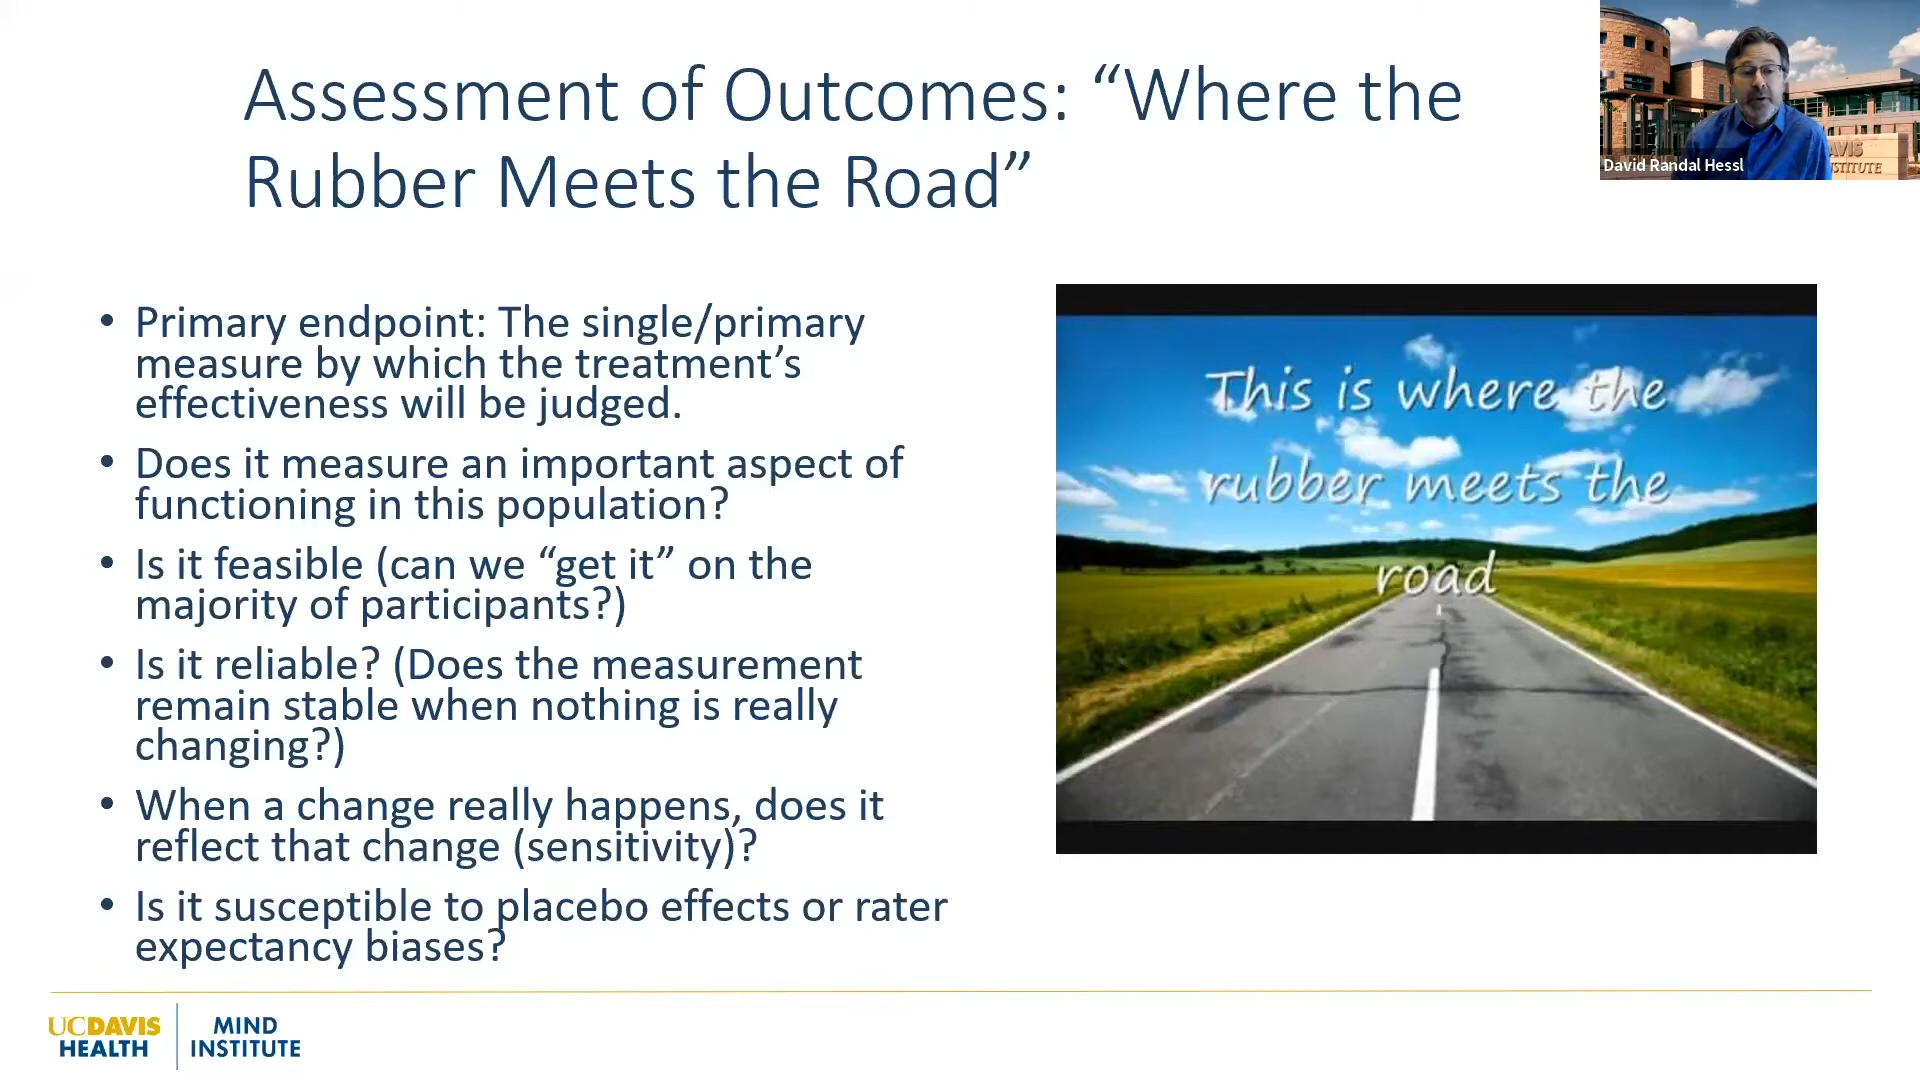 Assessment of Outcomes: “Where the
Rubber Meets the Road”
DAVIS
INSTITUTE
David Randal Hessl
• Primary endpoint: The single/primary
measure by which the treatment’s
effectiveness will be judged.
• Does it measure an important aspect of
functioning in this population?
• Is it feasible (can we “get it” on the
majority of participants?)
• Is it reliable? (Does the measurement
remain stable when nothing is really
changing?)
• When a change really happens, does it
reflect that change (sensitivity)?
• Is it susceptible to placebo effects or rater
expectancy biases?
This is where the
rubber meets the
road
UCDAVIS
HEALTH
MIND
INSTITUTE